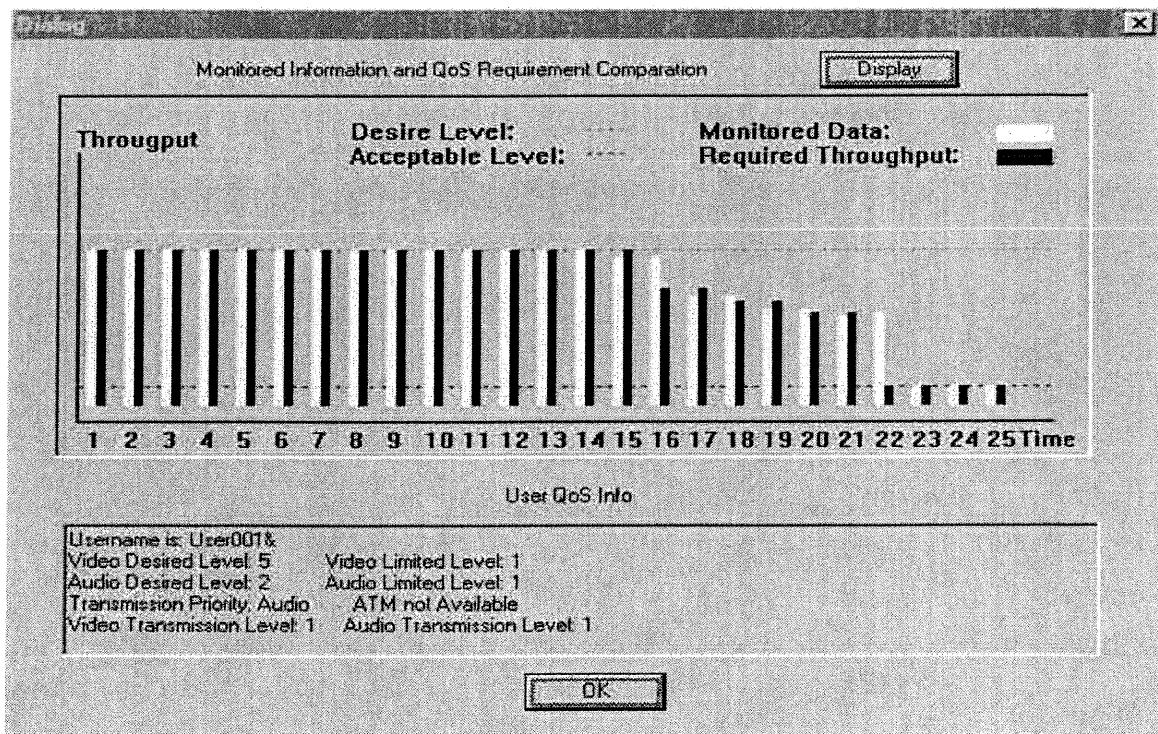 Dialog
Monitored Information and QoS Requirement Comparation
Display
Througput
Desire Level:
Acceptable Level:
Monitored Data:
Required Throughput:
1 2 3 4 5 6 7 8 9 10 11 12 13 14 15 16 17 18 19 20 21 22 23 24 25 Time
User QoS Info
Username is: User001&
Video Desired Level: 5 Video Limited Level: 1
Audio Desired Level: 2 Audio Limited Level: 1
Transmission Priority, Audio ATM not Available
Video Transmission Level: 1 Audio Transmission Level: 1
OK